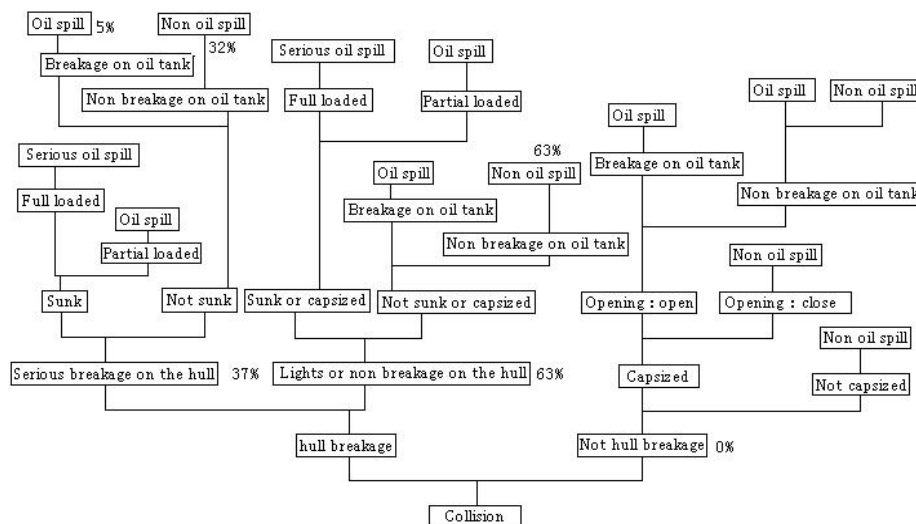 Oil spill 5% Non oil spill
32%
Serious oil spill Oil spill
Breakage on oil tank
Oil spill Non oil spill
Non breakage on oil tank Full loaded Partial loaded
Oil spill
Serious oil spill 63%
Breakage on oil tank
Oil spill Non oil spill
Full loaded Non breakage on oil tank
Breakage on oil tank
Oil spill
Non breakage on oil tank
Partial loaded Non oil spill
Sunk Not sunk Sunk or capsized Not sunk or capsized Opening : open Opening : close
Non oil spill
Serious breakage on the hull 37% Lights or non breakage on the hull 63% Capsized
Not capsized
hull breakage Not hull breakage 0%
Collision